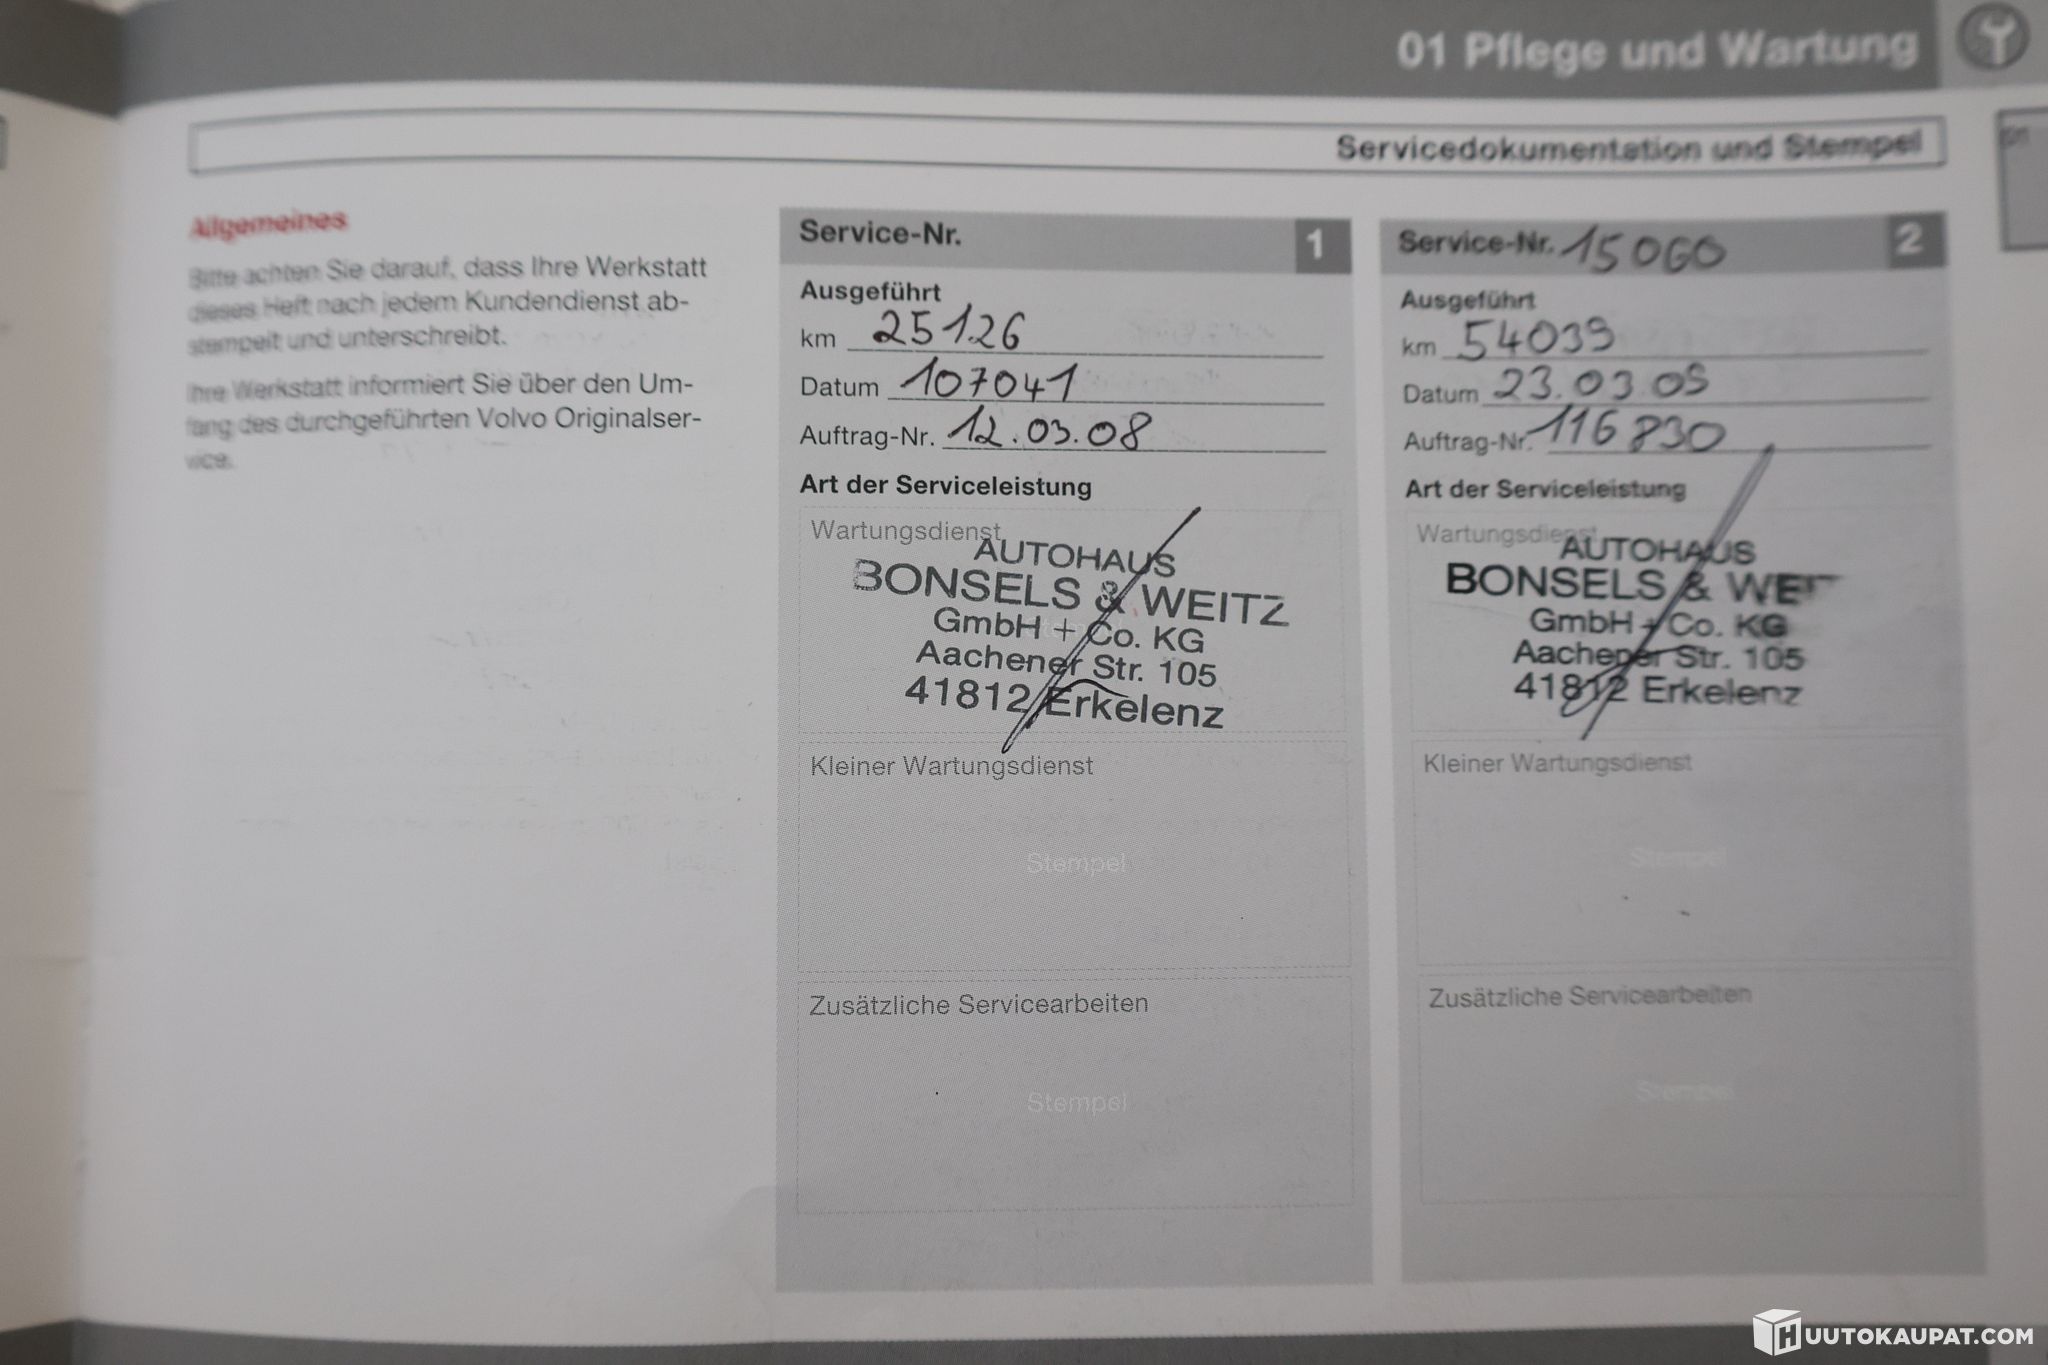 01 Pflege und Wartung
Servicedokumentation und Stempel
Allgemeines
Bitte achten Sie darauf, dass Ihre Werkstatt
dieses Heft nach jedem Kundendienst ab-
stempelt und unterschreibt.
Ihre Werkstatt informiert Sie über den Um-
fang des durchgeführten Volvo Originalser-
vice.
Service-Nr. 1
Ausgeführt
km 25126
Datum 107041
Auftrag-Nr. 12.03.08
Art der Serviceleistung
Wartungsdienst
AUTOHAUS
BONSELS & WEITZ
GmbH + Co. KG
Aachener Str. 105
41812 Erkelenz
Kleiner Wartungsdienst
Stempel
Zusätzliche Servicearbeiten
Stempel
Service-Nr. 15060 2
Ausgeführt
km 54039
Datum 23.03.09
Auftrag-Nr. 116830
Art der Serviceleistung
Wartungsdienst
AUTOHAUS
BONSELS & WEIT
GmbH + Co. KG
Aachener Str. 105
41812 Erkelenz
Kleiner Wartungsdienst
Stempel
Zusätzliche Servicearbeiten
Stempel
HUUTOKAUPAT.COM